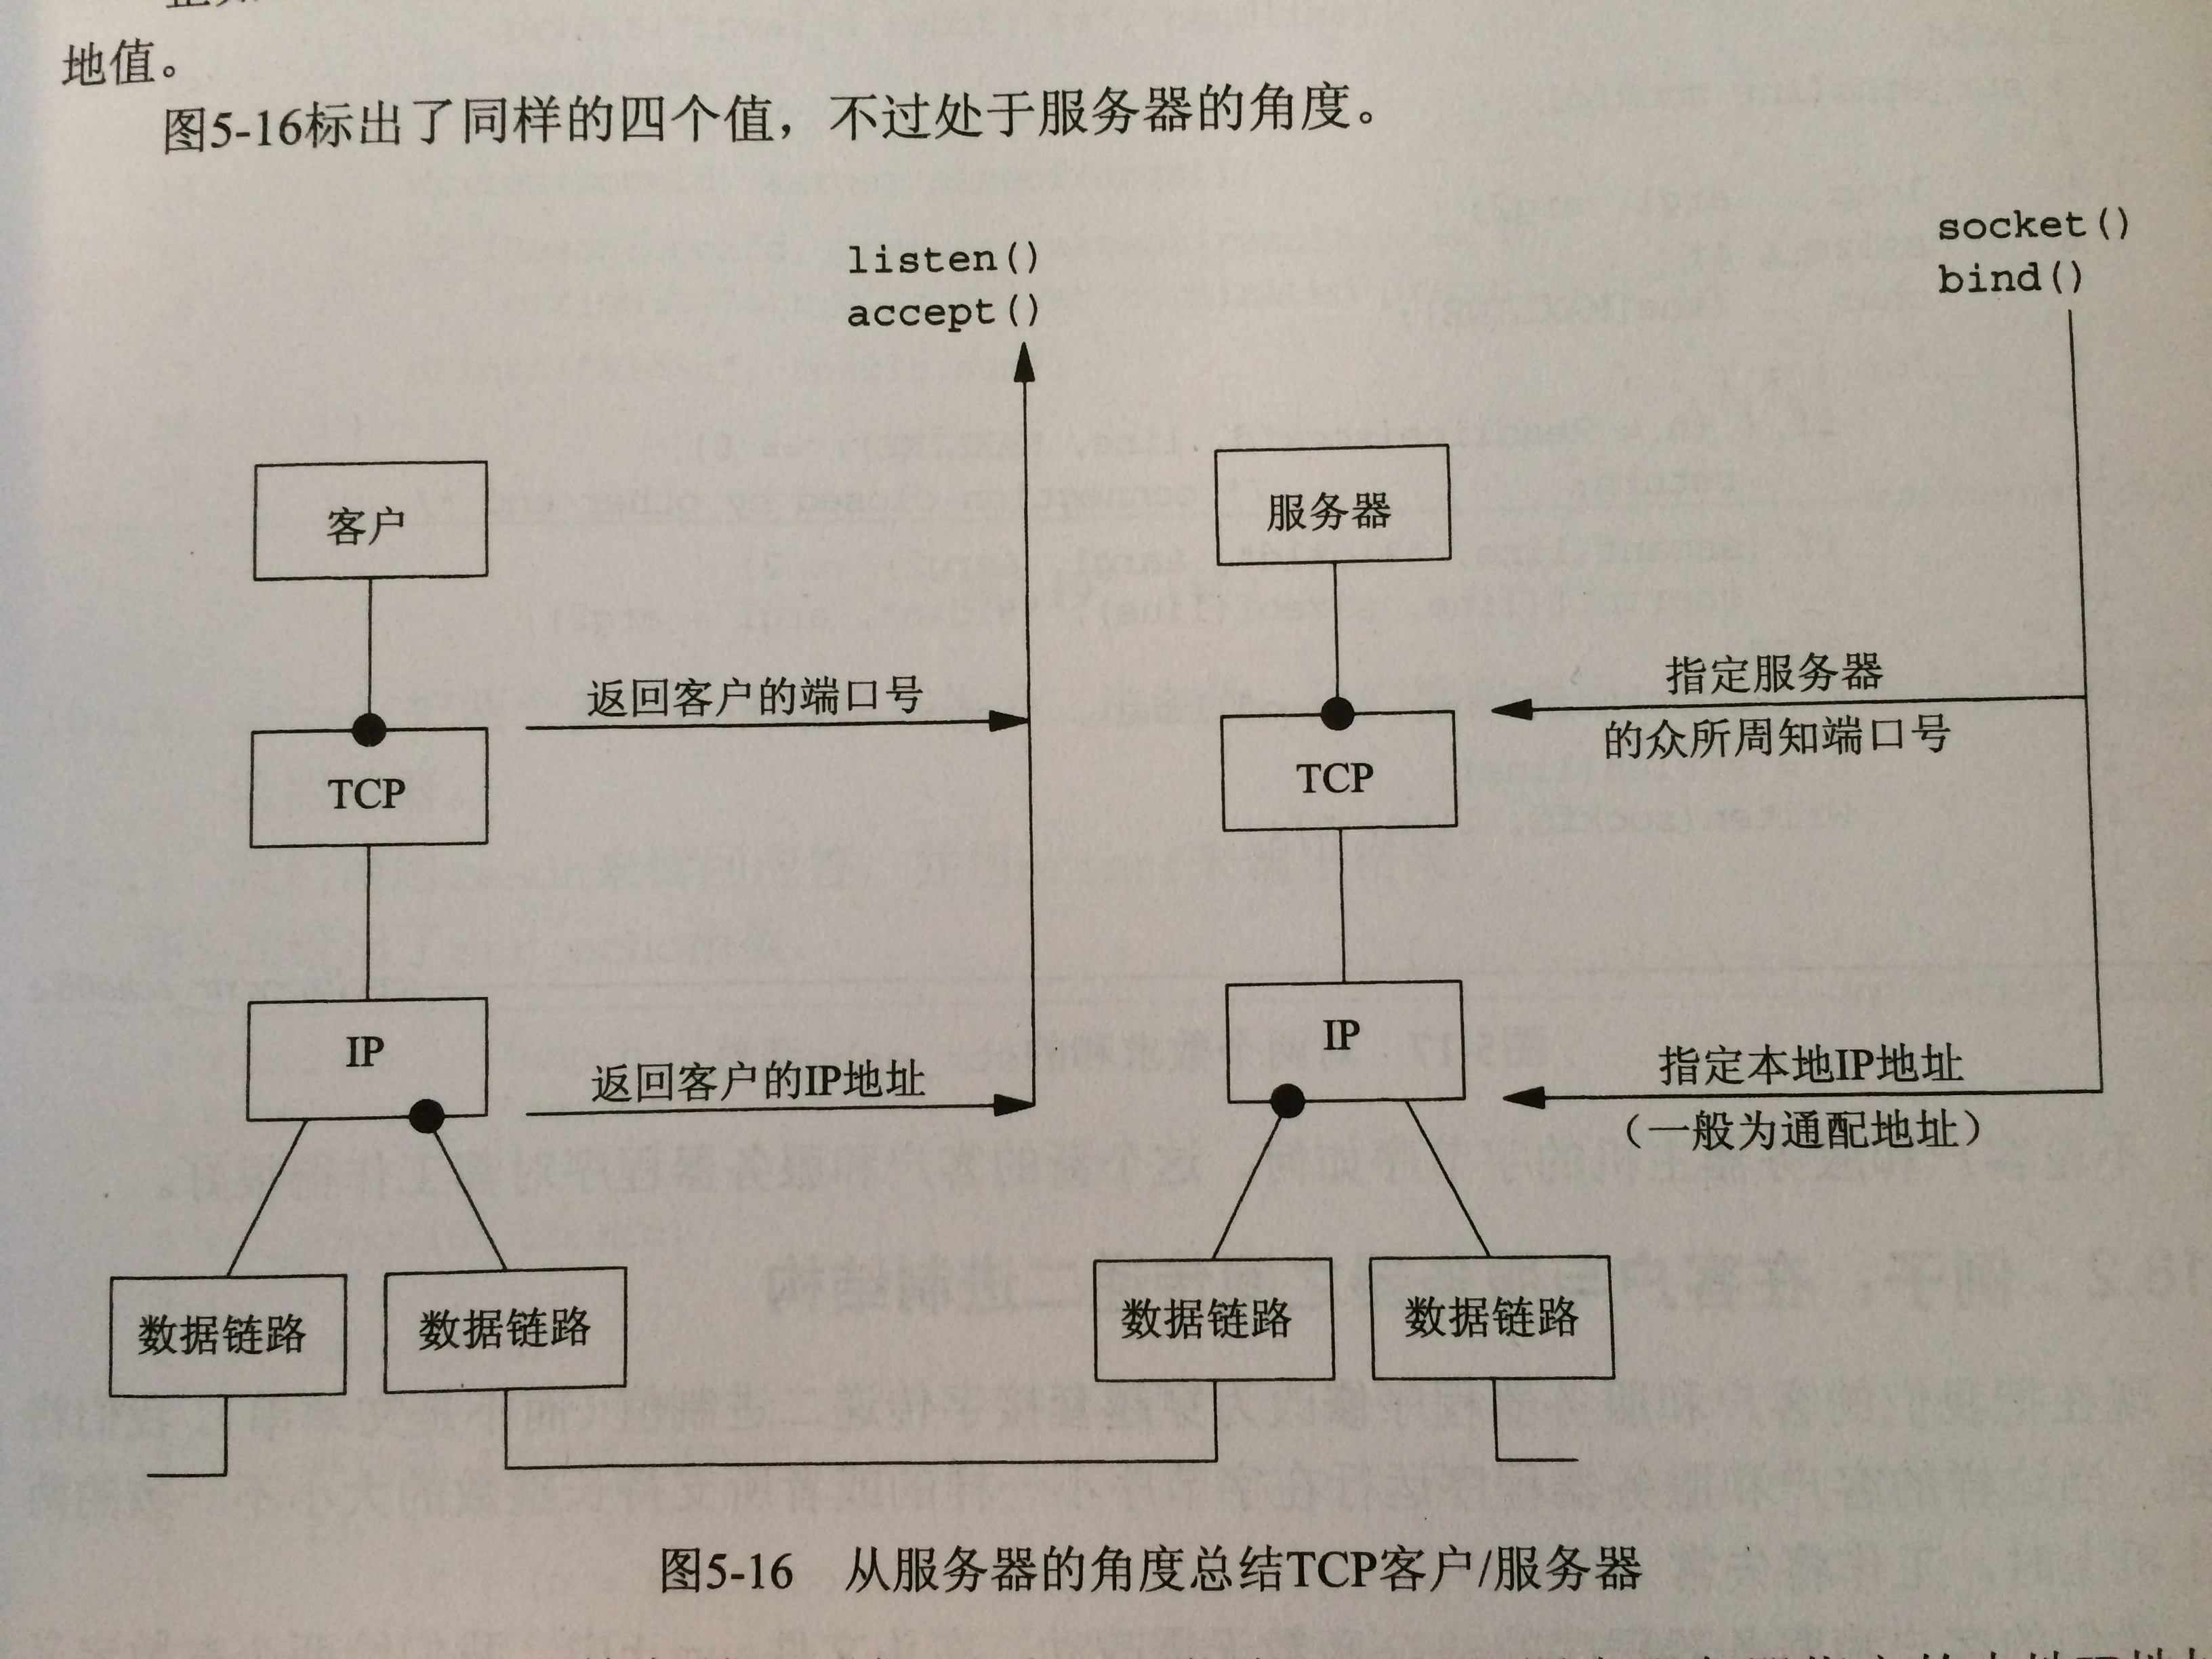 地值。
图5-16标出了同样的四个值，不过处于服务器的角度。
listen()
accept()
socket()
bind()
客户
服务器
返回客户的端口号
指定服务器
的众所周知端口号
TCP
TCP
IP
IP
返回客户的IP地址
指定本地IP地址
（一般为通配地址）
数据链路
数据链路
数据链路
数据链路
图5-16 从服务器的角度总结TCP客户/服务器